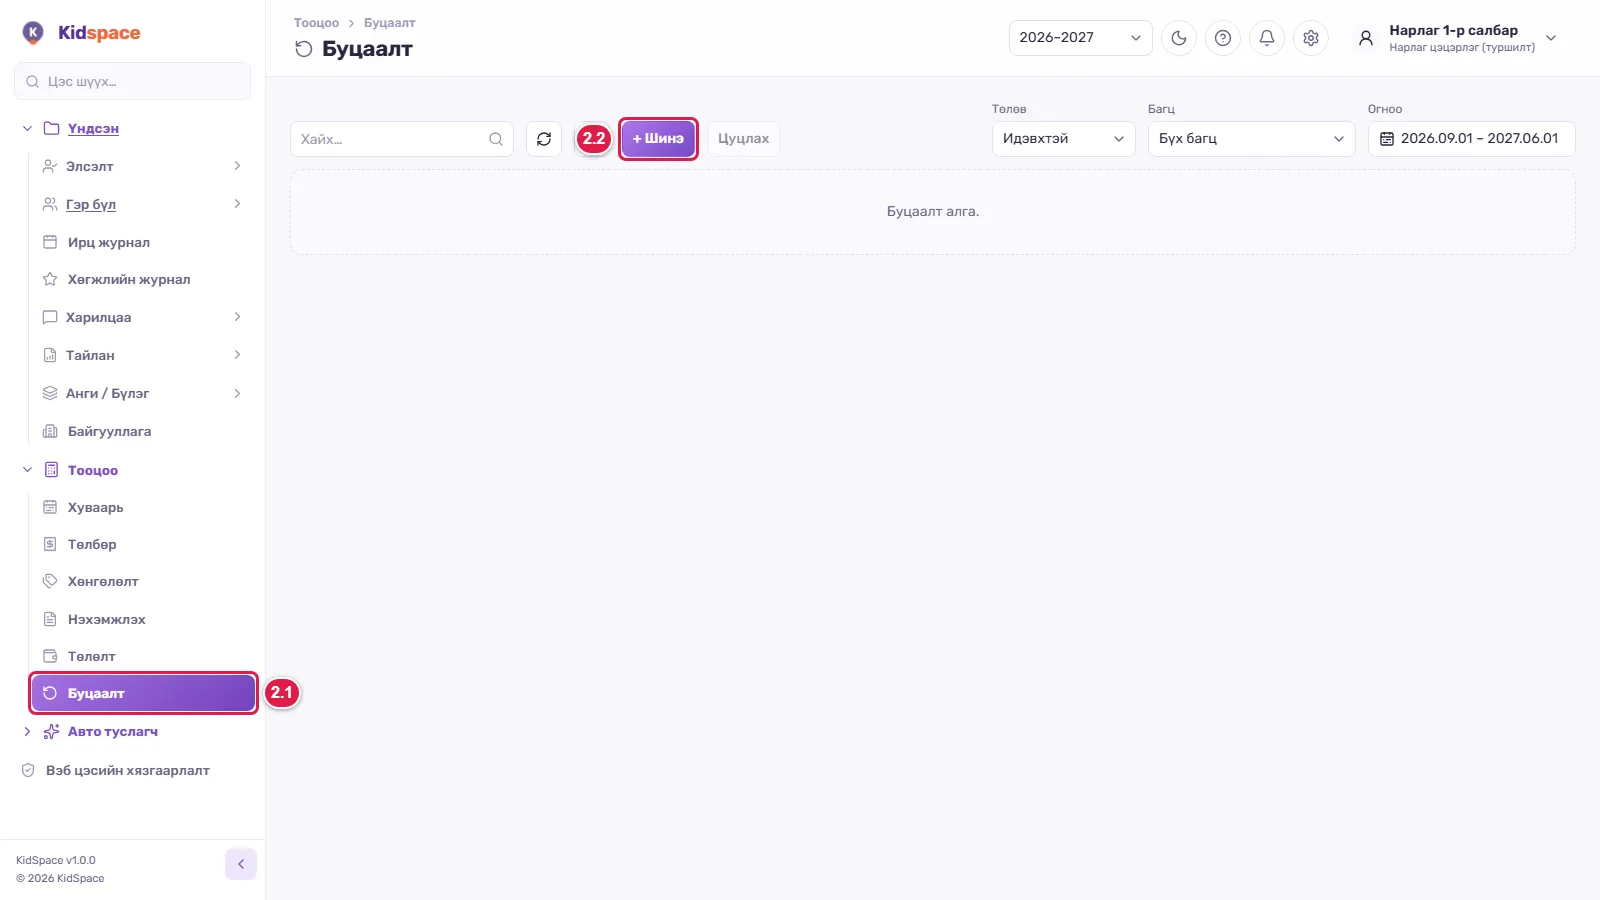 Kidspace
Цэс шүүх...
Үндсэн
Элсэлт
Гэр бүл
Ирц журнал
Хөгжлийн журнал
Харилцаа
Тайлан
Анги / Бүлэг
Байгууллага
Тооцоо
Хуваарь
Төлбөр
Хөнгөлөлт
Нэхэмжлэх
Төлөлт
Буцаалт
2.1
Авто туслагч
Вэб цэсийн хязгаарлалт
KidSpace v1.0.0
© 2026 KidSpace
Тооцоо > Буцаалт
Буцаалт
2026-2027
Нарлаг 1-р салбар
Нарлаг цэцэрлэг (туршилт)
Хайх...
2.2
+ Шинэ
Цуцлах
Төлөв
Идэвхтэй
Багц
Бүх багц
Огноо
2026.09.01 - 2027.06.01
Буцаалт алга.